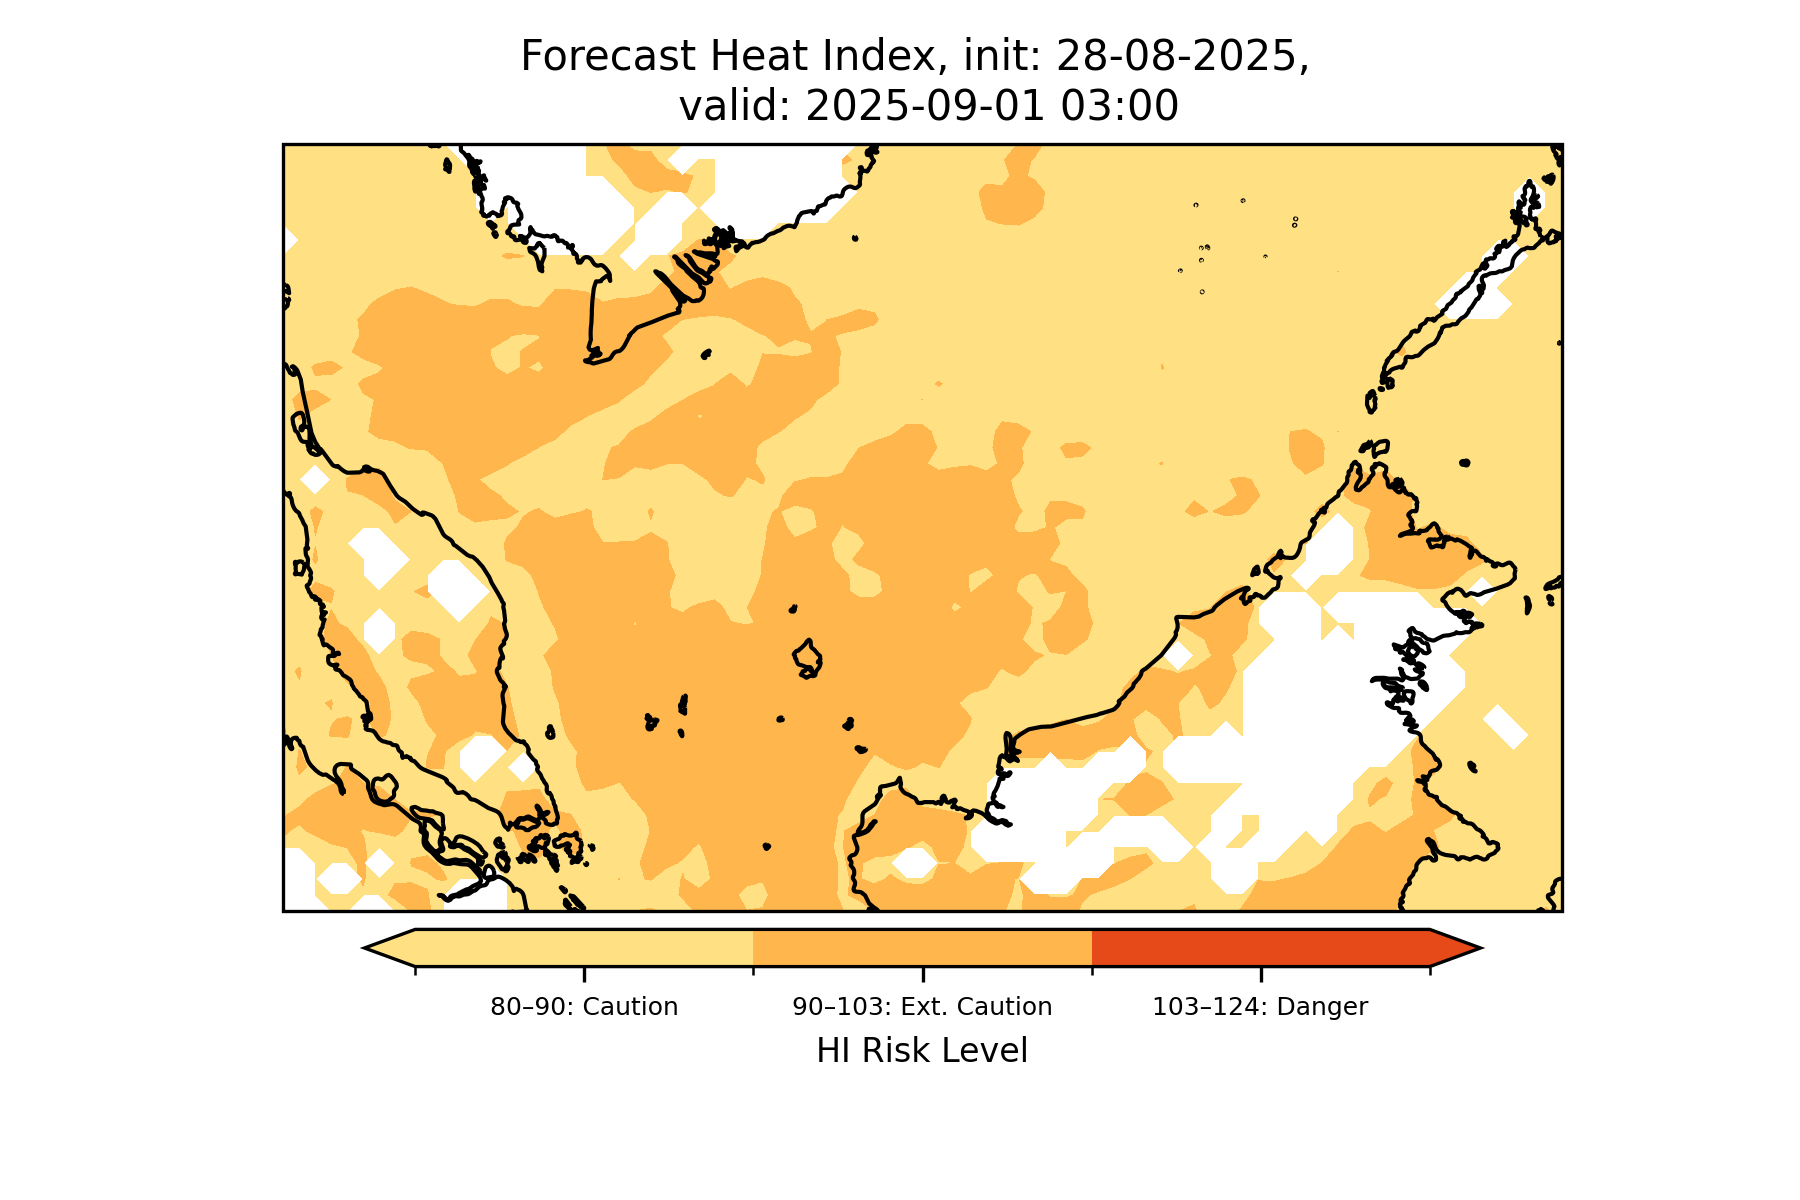 Forecast Heat Index, init: 28-08-2025,
valid: 2025-09-01 03:00
80–90: Caution
90–103: Ext. Caution
103–124: Danger
HI Risk Level